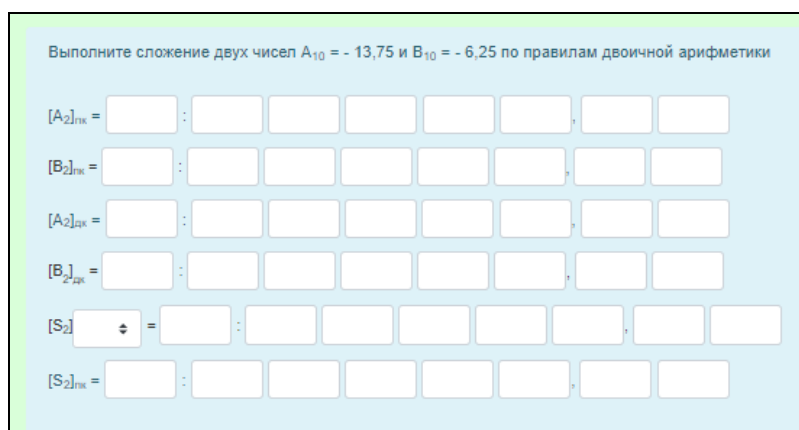 Выполните сложение двух чисел A₁₀ = - 13,75 и B₁₀ = - 6,25 по правилам двоичной арифметики
[A₂]пк = : ,
[B₂]пк = : ,
[A₂]дк = : ,
[B₂]дк = : ,
[S₂] = : ,
[S₂]пк = : ,